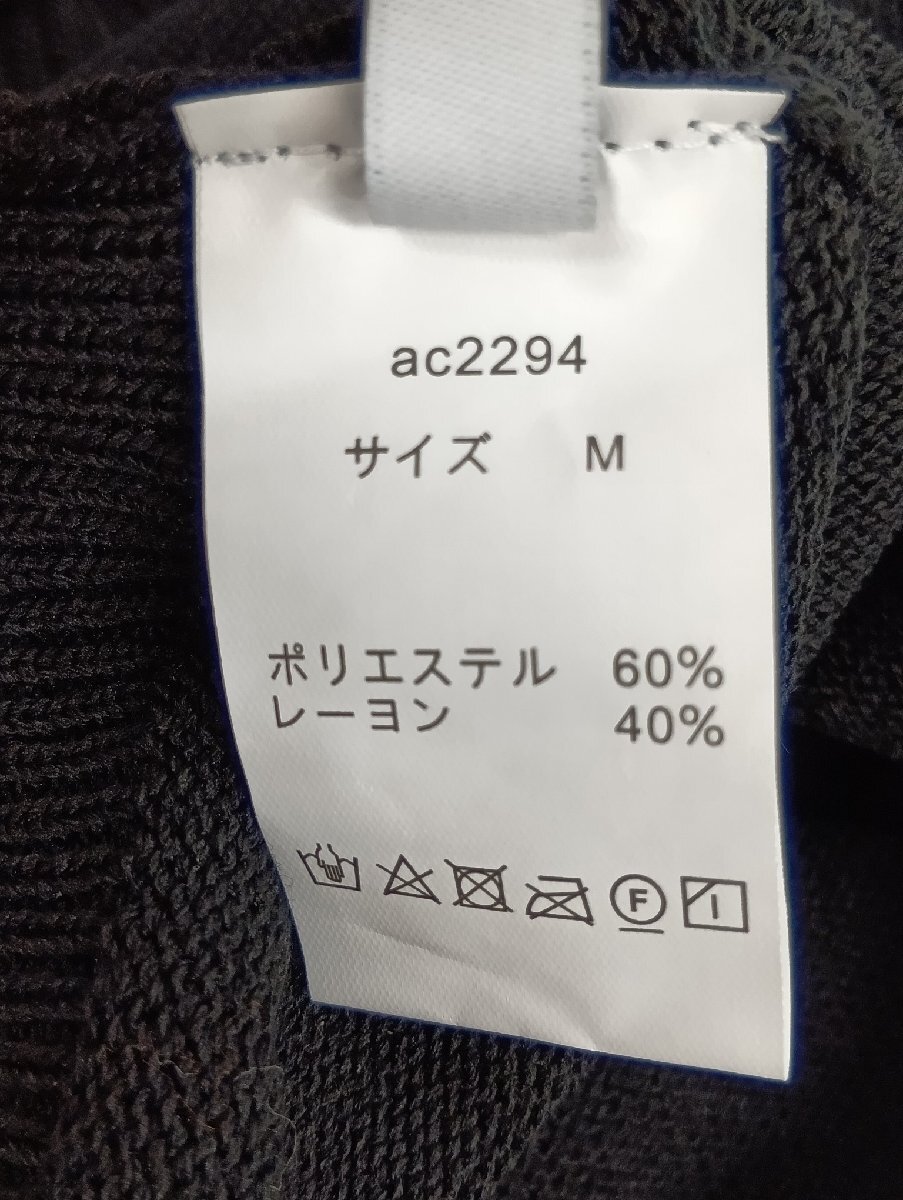 ac2294
サイズ M
ポリエステル 60%
レーヨン 40%
F